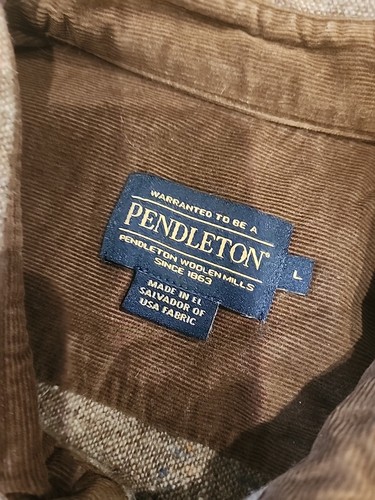 WARRANTED TO BE A
PENDLETON®
PENDLETON WOOLEN MILLS
SINCE 1863
L
MADE IN EL
SALVADOR OF
USA FABRIC